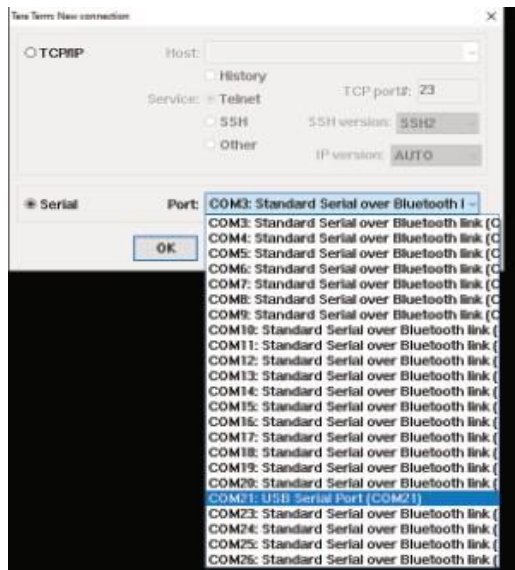 Tera Term: New connection
TCP/IP
Host:
History
Service:
Telnet
TCP port#: 23
SSH
SSH version: SSH2
Other
IP version: AUTO
Serial
Port: COM3: Standard Serial over Bluetooth l
OK
COM3: Standard Serial over Bluetooth link (C
COM4: Standard Serial over Bluetooth link (C
COM5: Standard Serial over Bluetooth link (C
COM6: Standard Serial over Bluetooth link (C
COM7: Standard Serial over Bluetooth link (C
COM8: Standard Serial over Bluetooth link (C
COM9: Standard Serial over Bluetooth link (C
COM10: Standard Serial over Bluetooth link (
COM11: Standard Serial over Bluetooth link (
COM12: Standard Serial over Bluetooth link (
COM13: Standard Serial over Bluetooth link (
COM14: Standard Serial over Bluetooth link (
COM15: Standard Serial over Bluetooth link (
COM16: Standard Serial over Bluetooth link (
COM17: Standard Serial over Bluetooth link (
COM18: Standard Serial over Bluetooth link (
COM19: Standard Serial over Bluetooth link (
COM20: Standard Serial over Bluetooth link (
COM21: USB Serial Port (COM21)
COM23: Standard Serial over Bluetooth link (
COM24: Standard Serial over Bluetooth link (
COM25: Standard Serial over Bluetooth link (
COM26: Standard Serial over Bluetooth link (